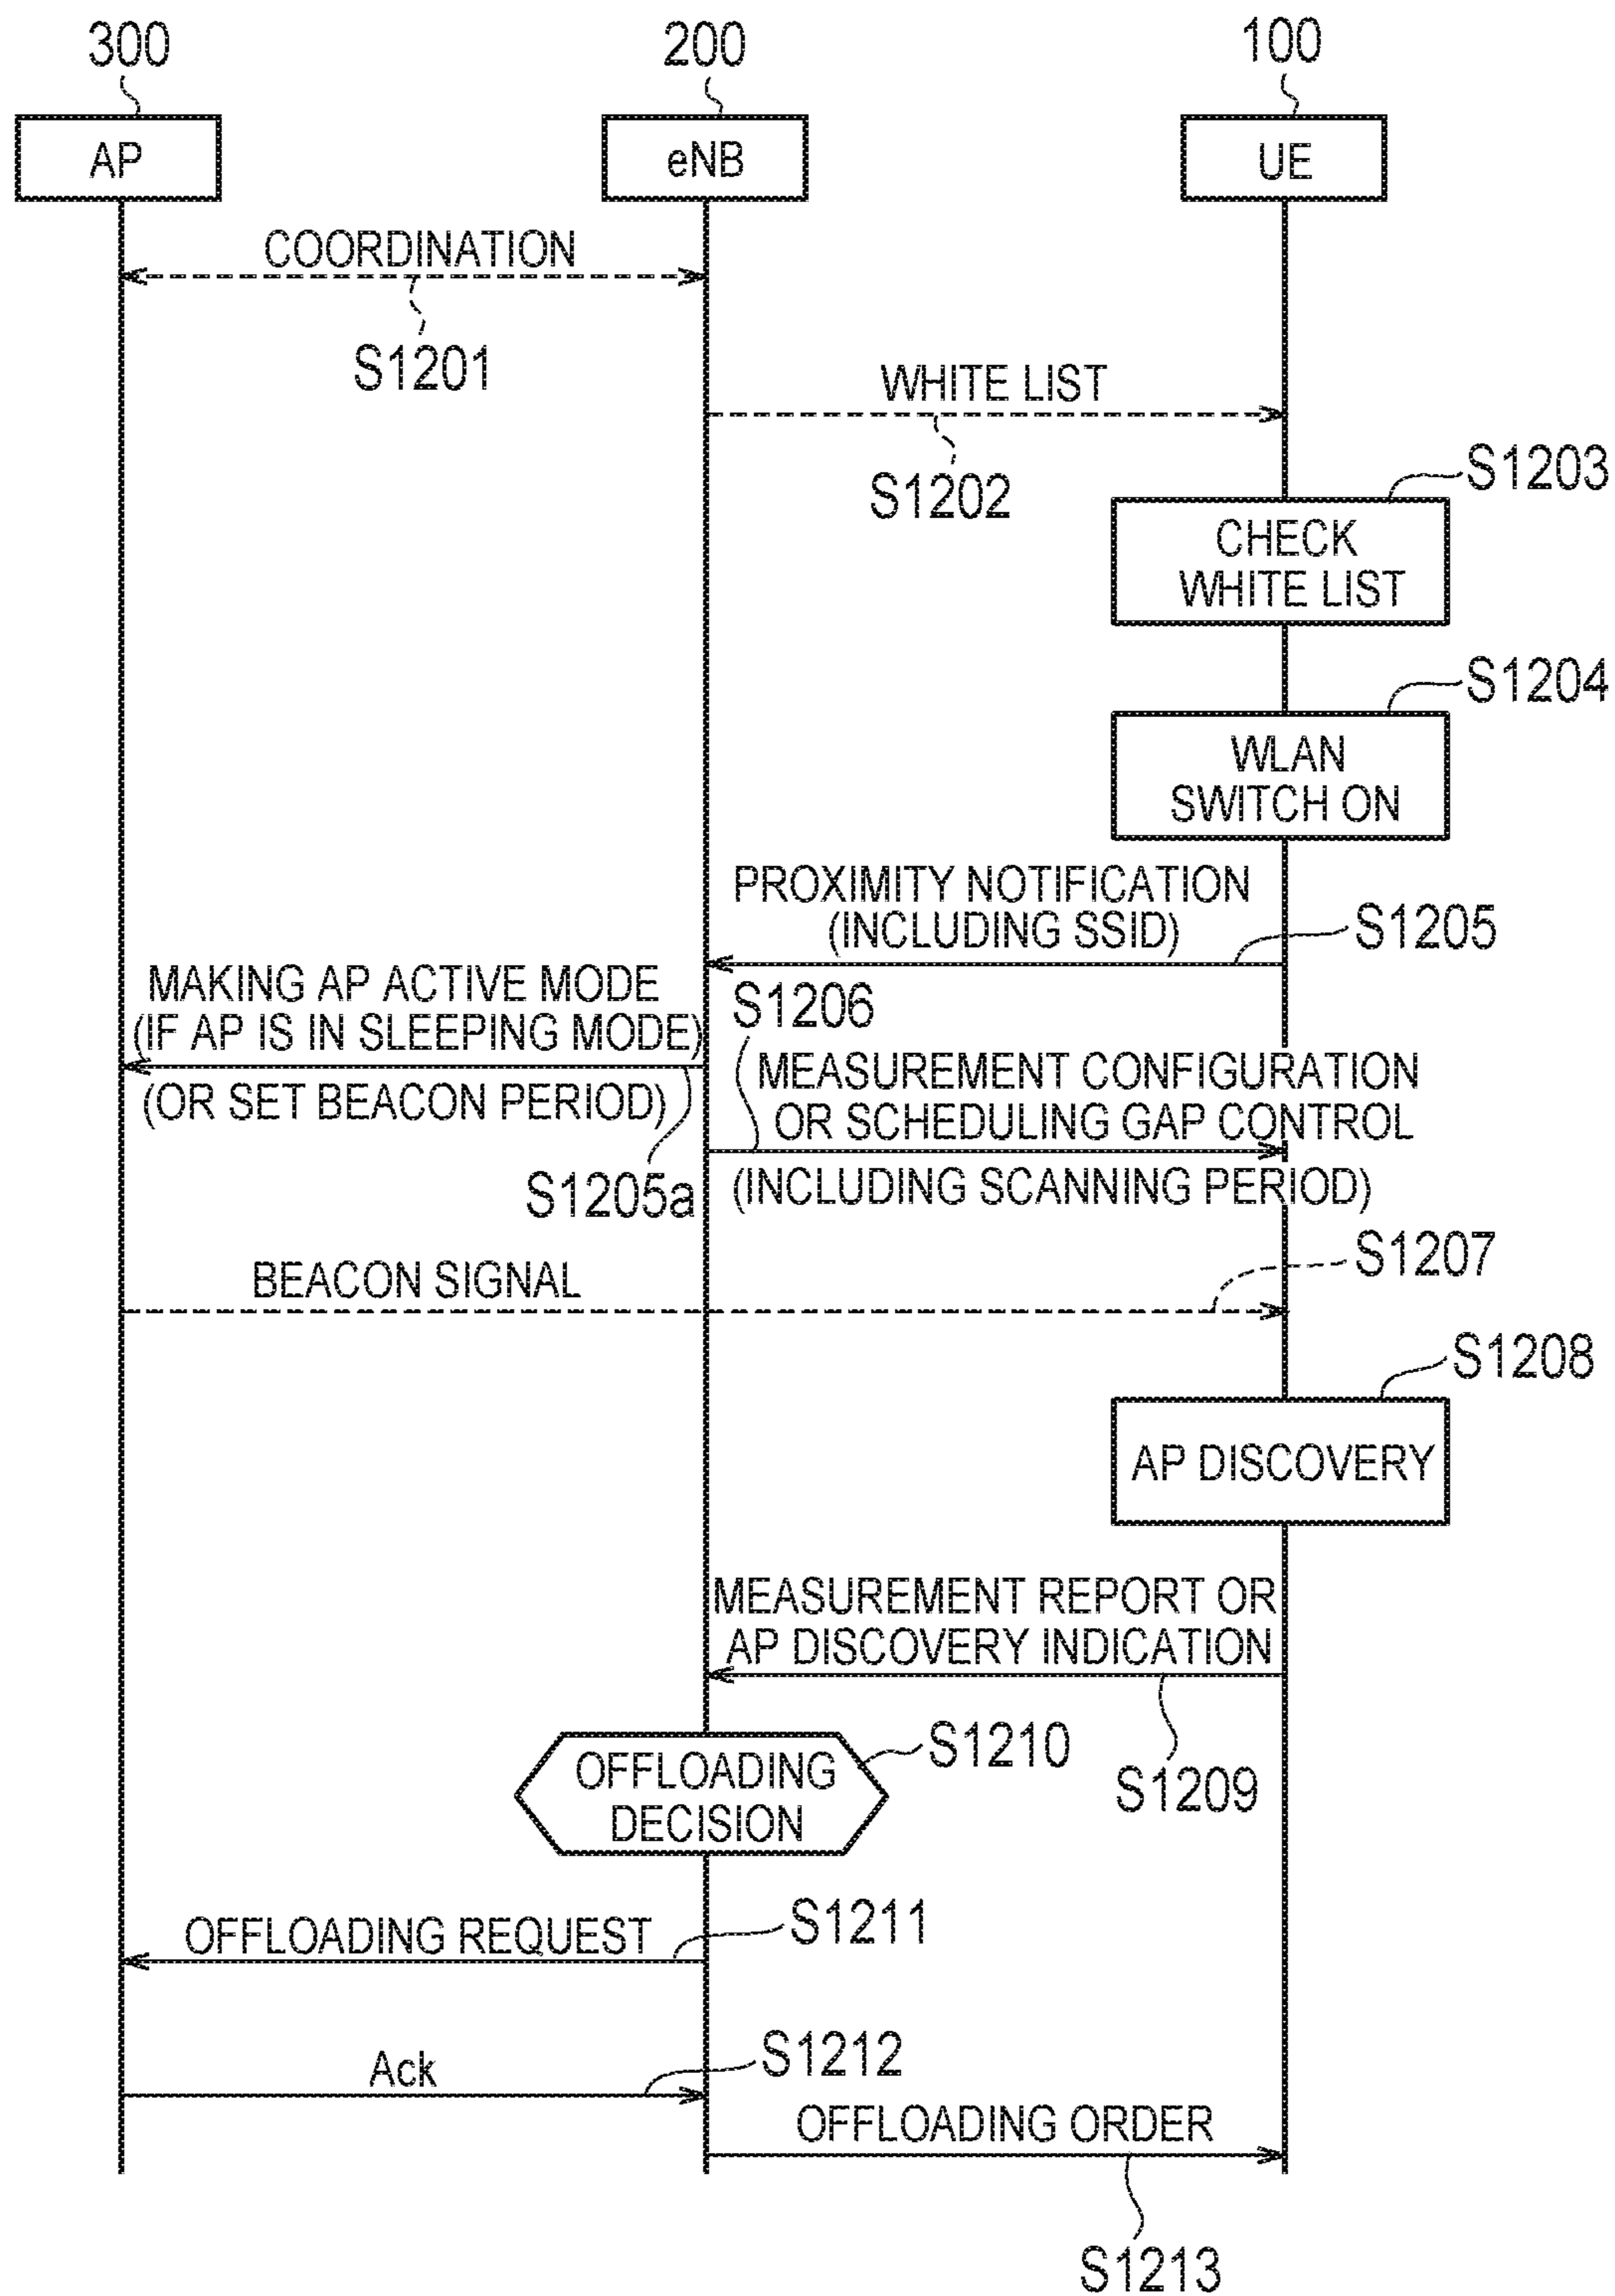 300
200
100
AP
eNB
UE
COORDINATION
S1201
WHITE LIST
S1202
S1203
CHECK
WHITE LIST
S1204
WLAN
SWITCH ON
PROXIMITY NOTIFICATION
(INCLUDING SSID)
S1205
MAKING AP ACTIVE MODE
(IF AP IS IN SLEEPING MODE)
(OR SET BEACON PERIOD)
S1205a
S1206
MEASUREMENT CONFIGURATION
OR SCHEDULING GAP CONTROL
(INCLUDING SCANNING PERIOD)
BEACON SIGNAL
S1207
S1208
AP DISCOVERY
MEASUREMENT REPORT OR
AP DISCOVERY INDICATION
S1209
OFFLOADING
DECISION
S1210
OFFLOADING REQUEST
S1211
Ack
S1212
OFFLOADING ORDER
S1213